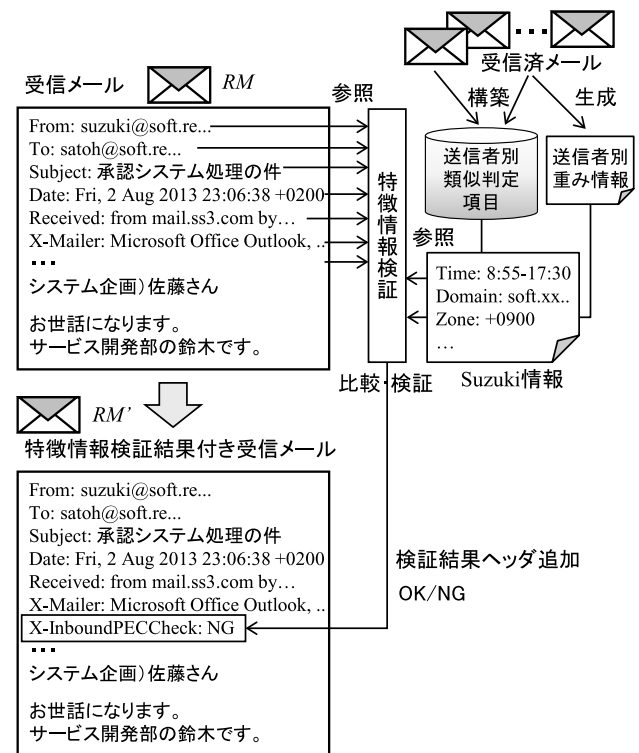 受信メール RM
参照
受信済メール
構築
生成
From: suzuki@soft.re...
To: satoh@soft.re...
Subject: 承認システム処理の件
Date: Fri, 2 Aug 2013 23:06:38 +0200
Received: from mail.ss3.com by…
X-Mailer: Microsoft Office Outlook, ..
…
システム企画)佐藤さん
お世話になります。
サービス開発部の鈴木です。
特徴情報検証
送信者別
類似判定
項目
送信者別
重み情報
参照
Time: 8:55-17:30
Domain: soft.xx..
Zone: +0900
…
Suzuki情報
比較・検証
RM’
特徴情報検証結果付き受信メール
From: suzuki@soft.re...
To: satoh@soft.re...
Subject: 承認システム処理の件
Date: Fri, 2 Aug 2013 23:06:38 +0200
Received: from mail.ss3.com by…
X-Mailer: Microsoft Office Outlook, ..
X-InboundPECCheck: NG
…
システム企画)佐藤さん
お世話になります。
サービス開発部の鈴木です。
検証結果ヘッダ追加
OK/NG